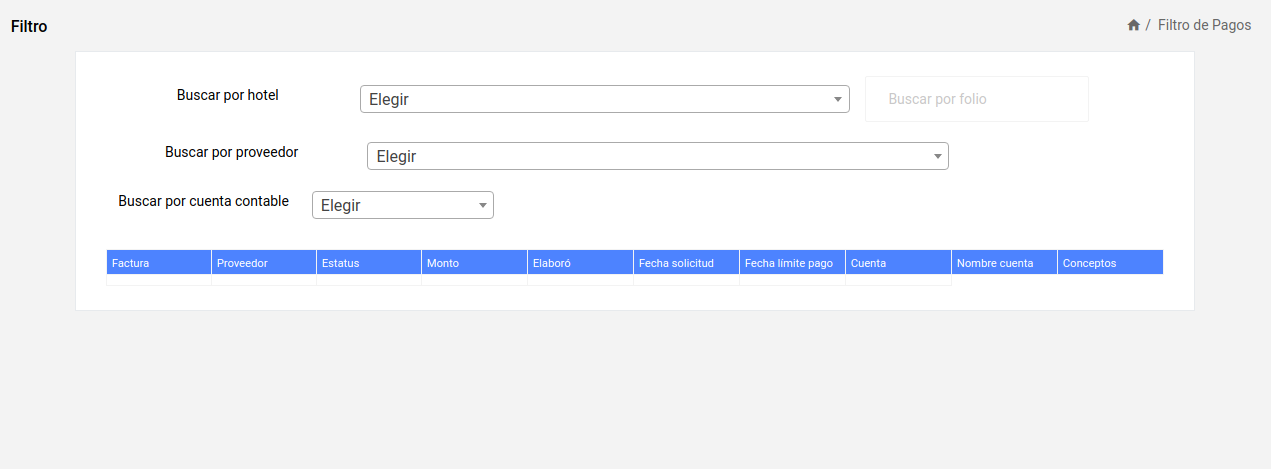 Filtro
/ Filtro de Pagos
Buscar por hotel
Elegir
Buscar por folio
Buscar por proveedor
Elegir
Buscar por cuenta contable
Elegir
Factura Proveedor Estatus Monto Elaboró Fecha solicitud Fecha límite pago Cuenta Nombre cuenta Conceptos